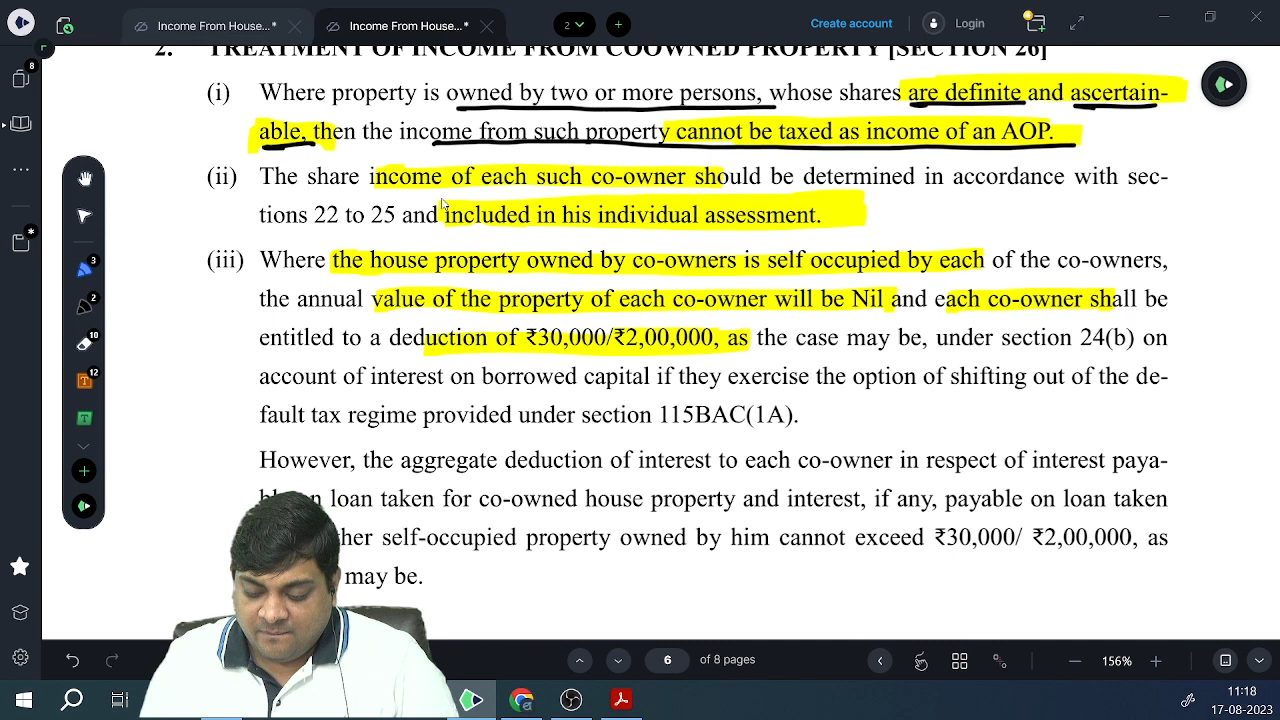 Income From House...*
Income From House...*
2
Create account
Login
2. TREATMENT OF INCOME FROM COOWNED PROPERTY [SECTION 26]
(i) Where property is owned by two or more persons, whose shares are definite and ascertain-
able, then the income from such property cannot be taxed as income of an AOP.
(ii) The share income of each such co-owner should be determined in accordance with sec-
tions 22 to 25 and included in his individual assessment.
(iii) Where the house property owned by co-owners is self occupied by each of the co-owners,
the annual value of the property of each co-owner will be Nil and each co-owner shall be
entitled to a deduction of ₹30,000/₹2,00,000, as the case may be, under section 24(b) on
account of interest on borrowed capital if they exercise the option of shifting out of the de-
fault tax regime provided under section 115BAC(1A).
However, the aggregate deduction of interest to each co-owner in respect of interest paya-
loan taken for co-owned house property and interest, if any, payable on loan taken
self-occupied property owned by him cannot exceed ₹30,000/ ₹2,00,000, as
may be.
8
3
2
10
12
6 of 8 pages
156%
11:18
17-08-2023